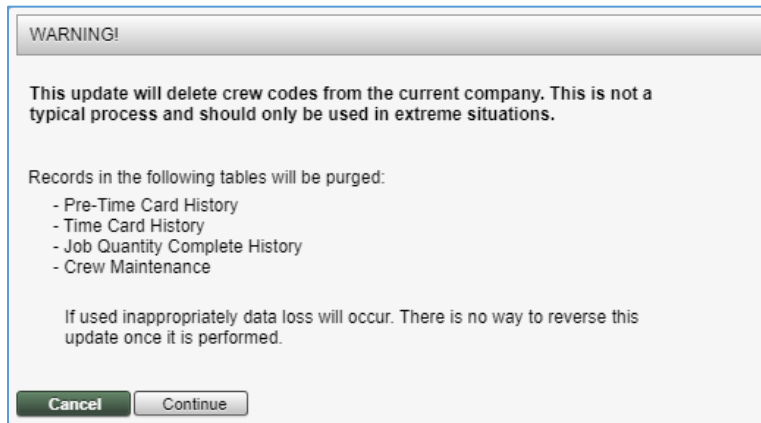 WARNING!
This update will delete crew codes from the current company. This is not a
typical process and should only be used in extreme situations.
Records in the following tables will be purged:
- Pre-Time Card History
- Time Card History
- Job Quantity Complete History
- Crew Maintenance
If used inappropriately data loss will occur. There is no way to reverse this
update once it is performed.
Cancel Continue